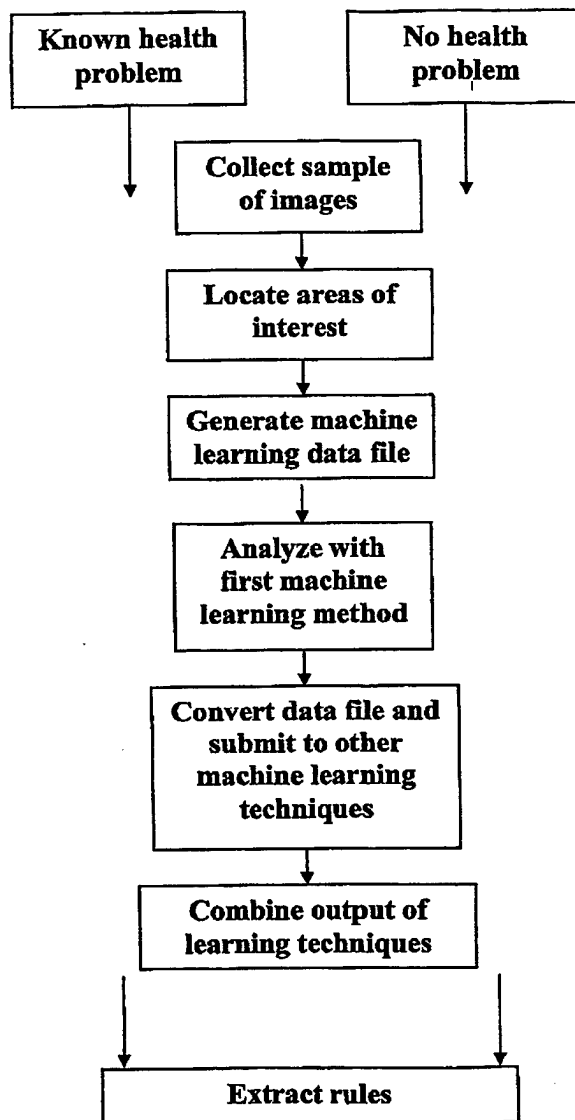 Known health
problem
No health
problem
Collect sample
of images
Locate areas of
interest
Generate machine
learning data file
Analyze with
first machine
learning method
Convert data file and
submit to other
machine learning
techniques
Combine output of
learning techniques
Extract rules